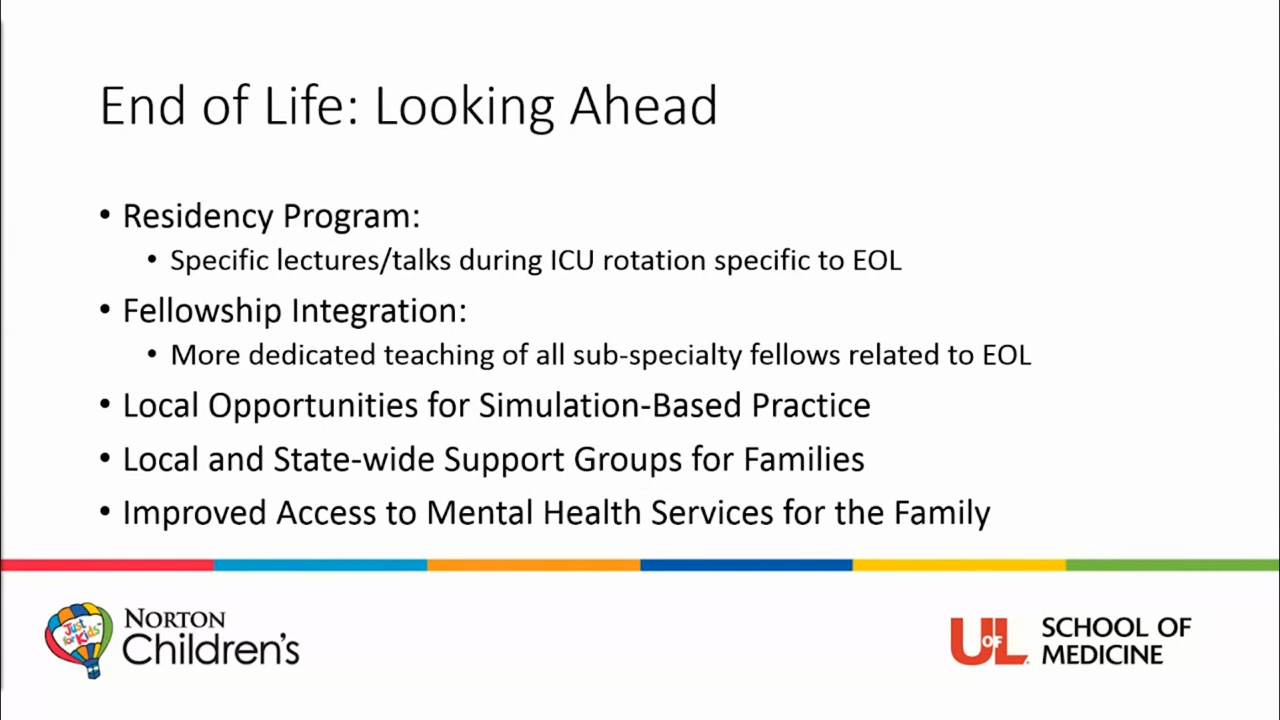 End of Life: Looking Ahead
• Residency Program:
• Specific lectures/talks during ICU rotation specific to EOL
• Fellowship Integration:
• More dedicated teaching of all sub-specialty fellows related to EOL
• Local Opportunities for Simulation-Based Practice
• Local and State-wide Support Groups for Families
• Improved Access to Mental Health Services for the Family
Just
for Kids
NORTON
Children's
UofL
SCHOOL OF
MEDICINE